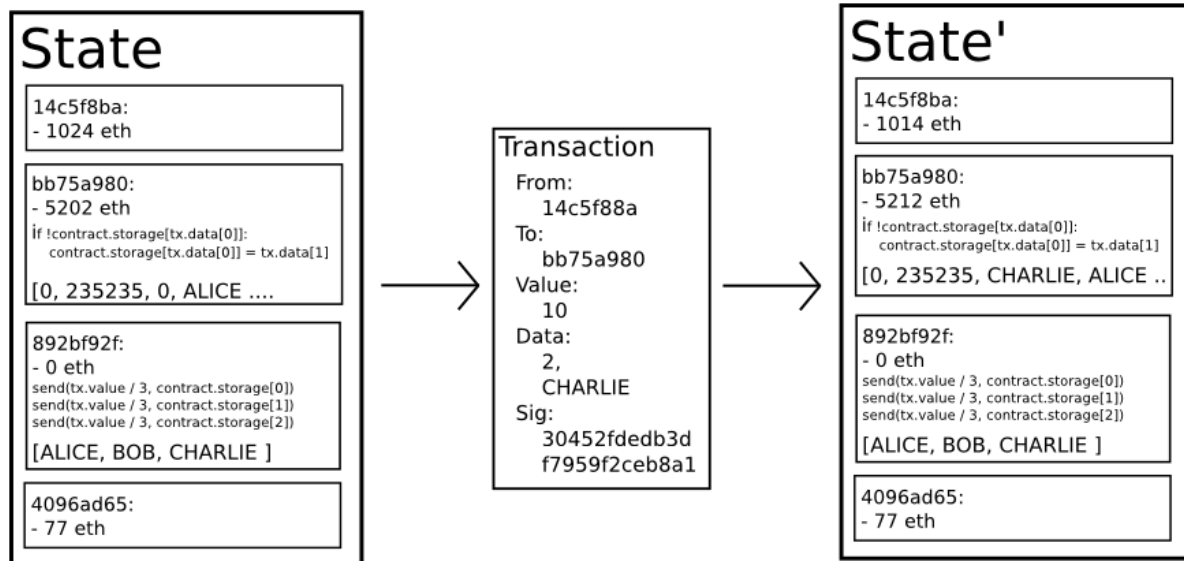 State
14c5f8ba:
- 1024 eth
bb75a980:
- 5202 eth
if !contract.storage[tx.data[0]]:
contract.storage[tx.data[0]] = tx.data[1]
[0, 235235, 0, ALICE ....
892bf92f:
- 0 eth
send(tx.value / 3, contract.storage[0])
send(tx.value / 3, contract.storage[1])
send(tx.value / 3, contract.storage[2])
[ALICE, BOB, CHARLIE ]
4096ad65:
- 77 eth
Transaction
From:
14c5f88a
To:
bb75a980
Value:
10
Data:
2,
CHARLIE
Sig:
30452fdedb3d
f7959f2ceb8a1
State'
14c5f8ba:
- 1014 eth
bb75a980:
- 5212 eth
if !contract.storage[tx.data[0]]:
contract.storage[tx.data[0]] = tx.data[1]
[0, 235235, CHARLIE, ALICE ..
892bf92f:
- 0 eth
send(tx.value / 3, contract.storage[0])
send(tx.value / 3, contract.storage[1])
send(tx.value / 3, contract.storage[2])
[ALICE, BOB, CHARLIE ]
4096ad65:
- 77 eth